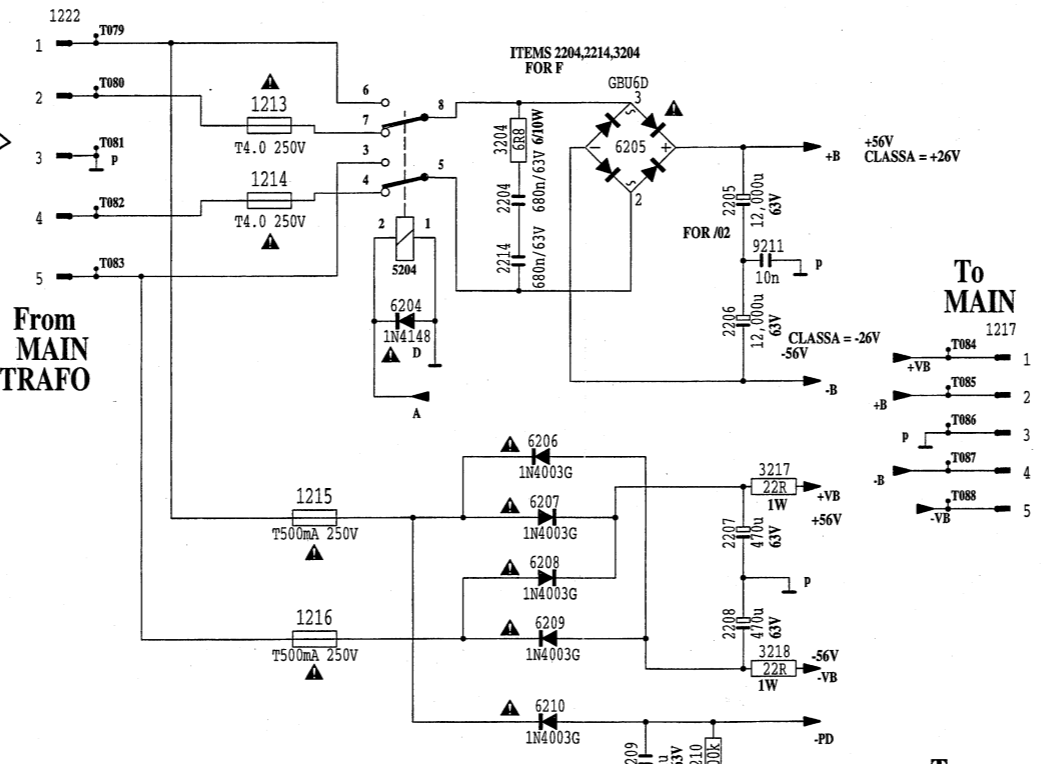 1222
1
T079
2
T080
3
T081
p
4
T082
5
T083
From
MAIN
TRAFO
1213
T4.0 250V
1214
T4.0 250V
6
7
8
3
4
5
2
1
5204
6204
1N4148
D
A
ITEMS 2204,2214,3204
FOR F
3204
6R8
6/10W
2204
680n/63V
2214
680n/63V
GBU6D
3
6205
-
+
2
+B
+56V
CLASSA = +26V
2205
12,000u
63V
FOR /02
9211
10n
p
2206
12,000u
63V
CLASSA = -26V
-56V
-B
To
MAIN
1217
+VB
T084
1
+B
T085
2
p
T086
3
-B
T087
4
-VB
T088
5
1215
T500mA 250V
1216
T500mA 250V
6206
1N4003G
6207
1N4003G
6208
1N4003G
6209
1N4003G
6210
1N4003G
3217
22R
1W
+VB
+56V
2207
470u
63V
p
2208
470u
63V
3218
22R
1W
-56V
-VB
-PD